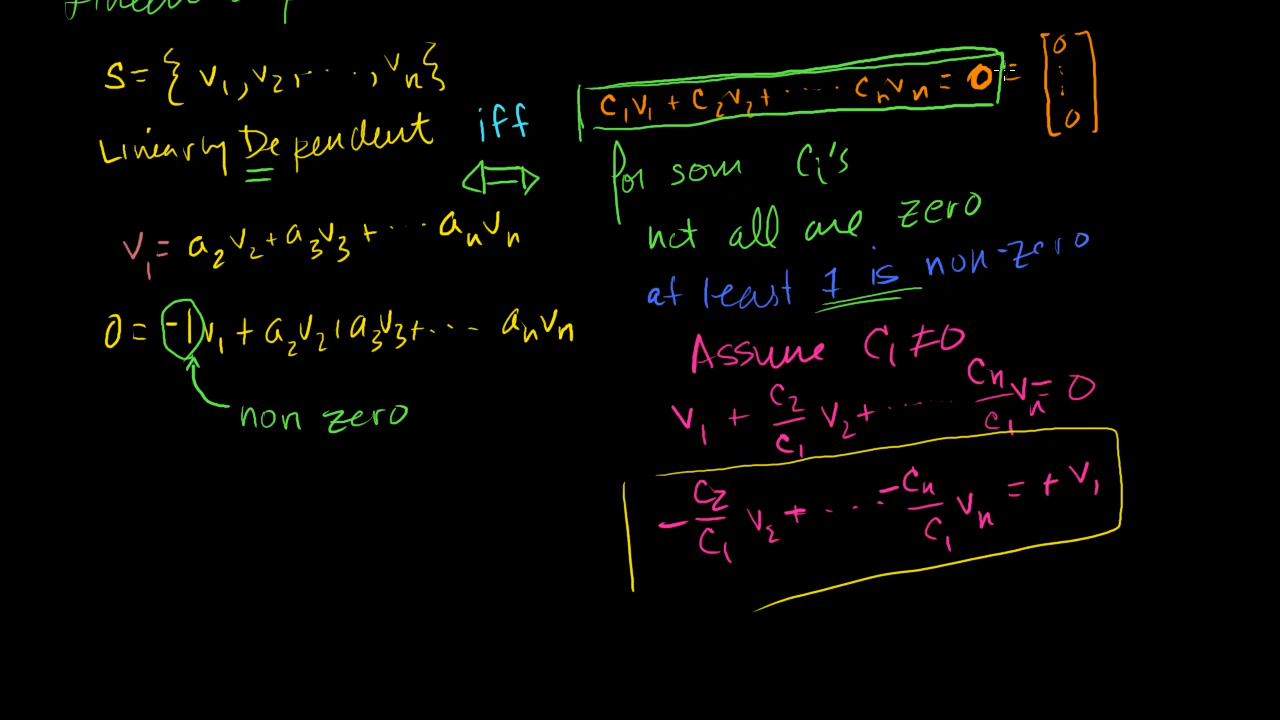 S = { v₁, v₂, ..., vₙ}
Linearly Dependent
iff
⟺
v₁ = a₂v₂ + a₃v₃ + ... aₙvₙ
0 = -1v₁ + a₂v₂ + a₃v₃ + ... aₙvₙ
non zero
c₁v₁ + c₂v₂ + ..... cₙvₙ = 0 = [0 ⋮ 0]
for som cᵢ's
not all are zero
at least 1 is non-zero
Assume c₁ ≠ 0
v₁ + c₂/c₁ v₂ + ..... cₙ/c₁ vₙ = 0
- c₂/c₁ v₂ + ... - cₙ/c₁ vₙ = + v₁